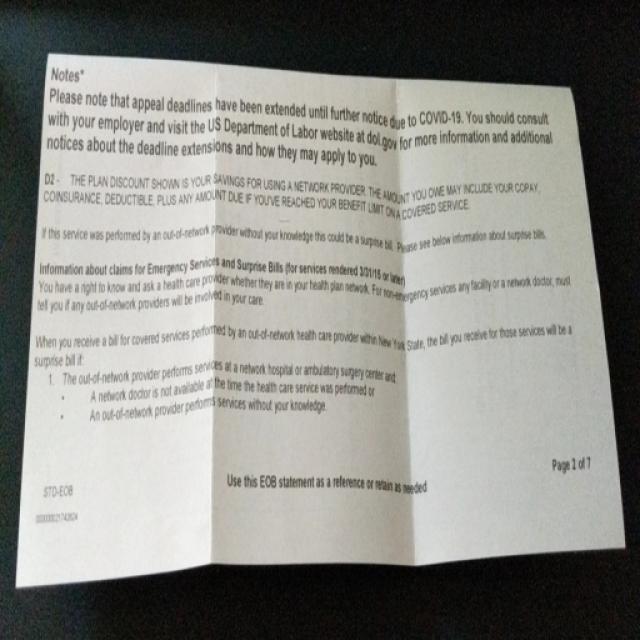 Notes*
Please note that appeal deadlines have been extended until further notice due to COVID-19. You should consult
with your employer and visit the US Department of Labor website at dol.gov for more information and additional
notices about the deadline extensions and how they may apply to you.
D2 - THE PLAN DISCOUNT SHOWN IS YOUR SAVINGS FOR USING A NETWORK PROVIDER. THE AMOUNT YOU OWE MAY INCLUDE YOUR COPAY,
COINSURANCE, DEDUCTIBLE, PLUS ANY AMOUNT DUE IF YOU'VE REACHED YOUR BENEFIT LIMIT ON A COVERED SERVICE.
If this service was performed by an out-of-network provider without your knowledge this could be a surprise bill. Please see below information about surprise bills.
Information about claims for Emergency Services and Surprise Bills (for services rendered 3/31/15 or later)
You have a right to know and ask a health care provider whether they are in your health plan network. For non-emergency services any facility or a network doctor, must
tell you if any out-of-network providers will be involved in your care.
When you receive a bill for covered services performed by an out-of-network health care provider within New York State, the bill you receive for those services will be a
surprise bill if:
1. The out-of-network provider performs services at a network hospital or ambulatory surgery center and
• A network doctor is not available at the time the health care service was performed or
• An out-of-network provider performs services without your knowledge.
Page 1 of 7
Use this EOB statement as a reference or retain as needed
STD-EOB